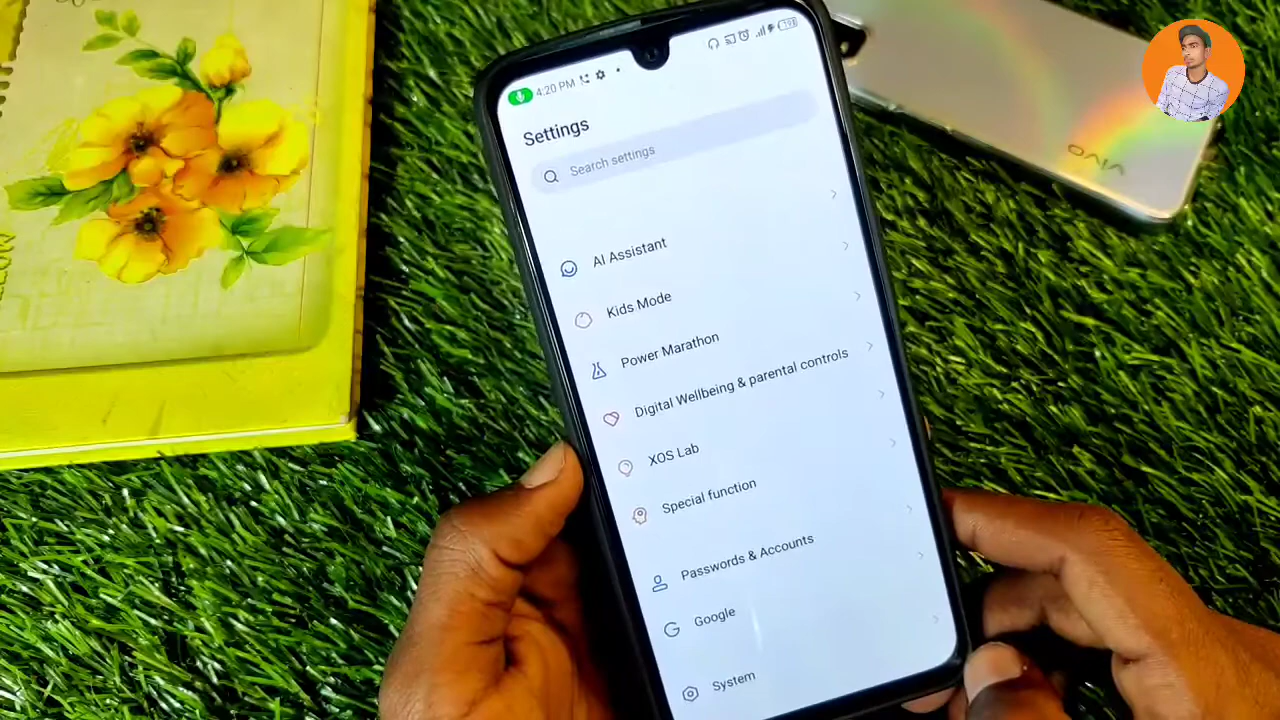 4:20 PM
Settings
Search settings
AI Assistant
Kids Mode
Power Marathon
Digital Wellbeing & parental controls
XOS Lab
Special function
Passwords & Accounts
Google
System
vivo